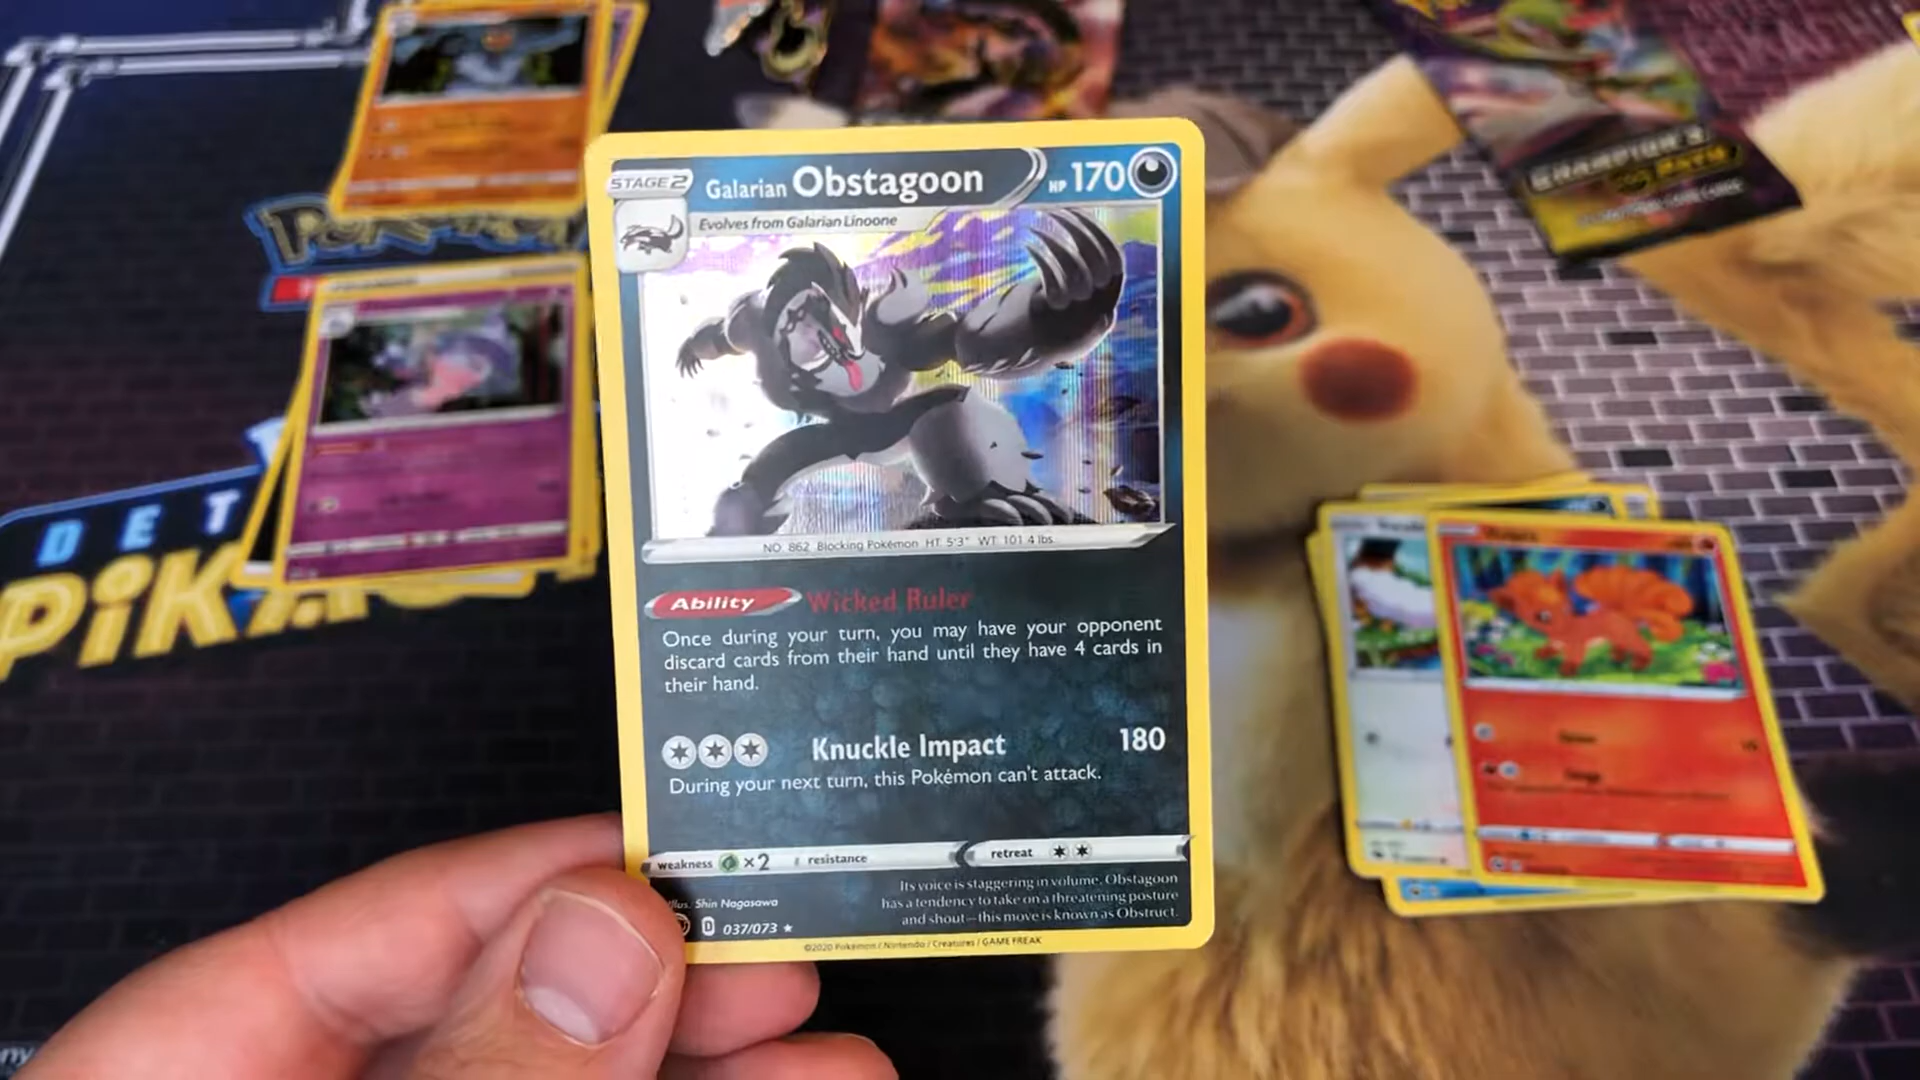 STAGE 2
Galarian Obstagoon
HP 170
Evolves from Galarian Linoone
NO. 862 Blocking Pokémon HT. 5'3" WT. 101.4 lbs.
Ability Wicked Ruler
Once during your turn, you may have your opponent
discard cards from their hand until they have 4 cards in
their hand.
Knuckle Impact 180
During your next turn, this Pokémon can't attack.
weakness ×2 resistance retreat
Its voice is staggering in volume. Obstagoon
has a tendency to take on a threatening posture
and shout—this move is known as Obstruct.
Illus. Shin Nagasawa
D 037/073
©2020 Pokémon / Nintendo / Creatures / GAME FREAK
POKéMON
DET
PiK
CHAMPION'S
PATH